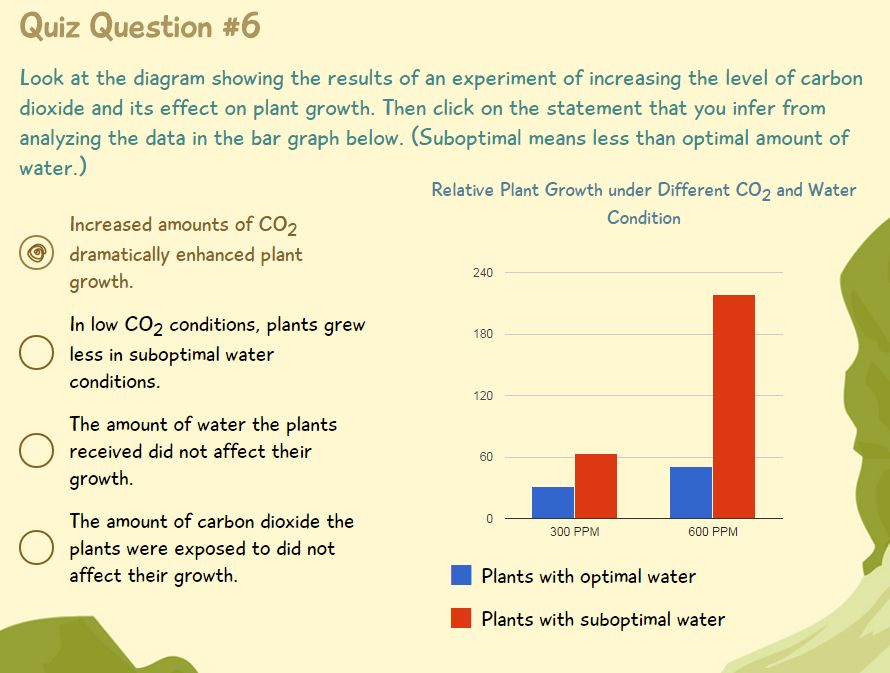 Quiz Question #6
Look at the diagram showing the results of an experiment of increasing the level of carbon
dioxide and its effect on plant growth. Then click on the statement that you infer from
analyzing the data in the bar graph below. (Suboptimal means less than optimal amount of
water.)
Increased amounts of CO2
dramatically enhanced plant
growth.
In low CO2 conditions, plants grew
less in suboptimal water
conditions.
The amount of water the plants
received did not affect their
growth.
The amount of carbon dioxide the
plants were exposed to did not
affect their growth.
Relative Plant Growth under Different CO2 and Water
Condition
240
180
120
60
0
300 PPM 600 PPM
Plants with optimal water
Plants with suboptimal water